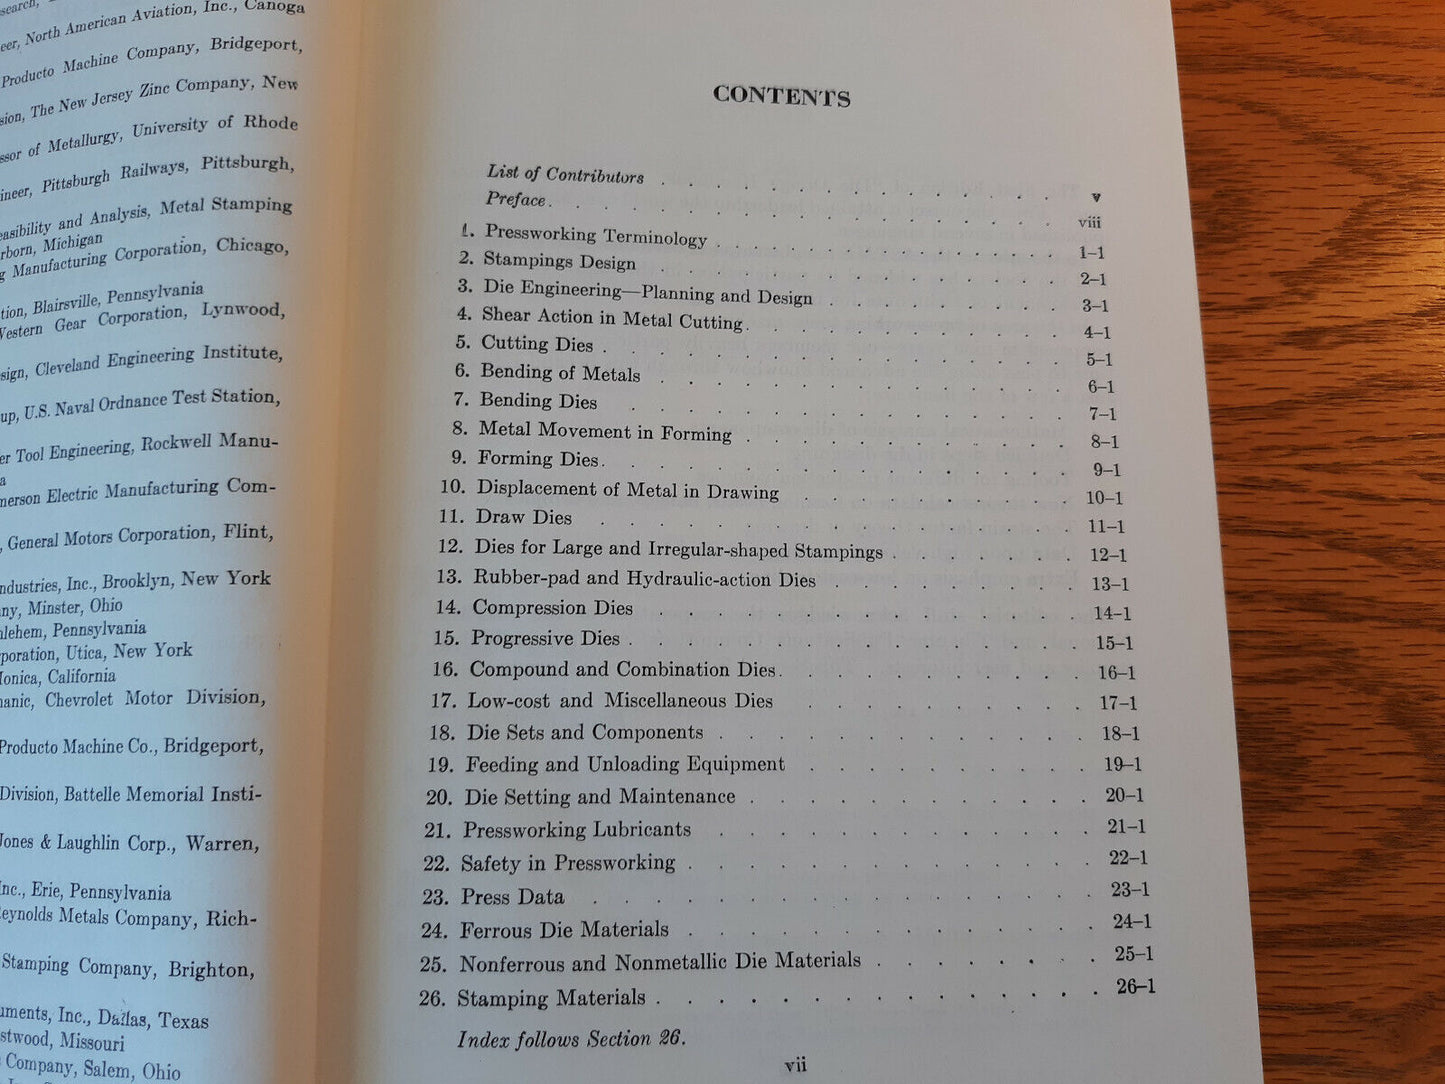 eer, North American Aviation, Inc., Canoga
Producto Machine Company, Bridgeport,
The New Jersey Zinc Company, New
of Metallurgy, University of Rhode
Pittsburgh Railways, Pittsburgh,
and Analysis, Metal Stamping
Michigan
Manufacturing Corporation, Chicago,
Blairsville, Pennsylvania
Western Gear Corporation, Lynwood,
Cleveland Engineering Institute,
up, U.S. Naval Ordnance Test Station,
er Tool Engineering, Rockwell Manu-
a
merson Electric Manufacturing Com-
, General Motors Corporation, Flint,
ndustries, Inc., Brooklyn, New York
ny, Minster, Ohio
hlehem, Pennsylvania
poration, Utica, New York
Monica, California
hanic, Chevrolet Motor Division,
Producto Machine Co., Bridgeport,
Division, Battelle Memorial Insti-
Jones & Laughlin Corp., Warren,
Inc., Erie, Pennsylvania
Reynolds Metals Company, Rich-
Stamping Company, Brighton,
uments, Inc., Dallas, Texas
stwood, Missouri
Company, Salem, Ohio
CONTENTS
List of Contributors . . . . . . . . . . . . . . . . v
Preface . . . . . . . . . . . . . . . . . . . viii
1. Pressworking Terminology . . . . . . . . . . . . . . 1–1
2. Stampings Design . . . . . . . . . . . . . . . . 2–1
3. Die Engineering—Planning and Design . . . . . . . . . . 3–1
4. Shear Action in Metal Cutting . . . . . . . . . . . . 4–1
5. Cutting Dies . . . . . . . . . . . . . . . . . 5–1
6. Bending of Metals . . . . . . . . . . . . . . . . 6–1
7. Bending Dies . . . . . . . . . . . . . . . . . 7–1
8. Metal Movement in Forming . . . . . . . . . . . . . 8–1
9. Forming Dies . . . . . . . . . . . . . . . . . 9–1
10. Displacement of Metal in Drawing . . . . . . . . . . . 10–1
11. Draw Dies . . . . . . . . . . . . . . . . . . 11–1
12. Dies for Large and Irregular-shaped Stampings . . . . . . . 12–1
13. Rubber-pad and Hydraulic-action Dies . . . . . . . . . . 13–1
14. Compression Dies . . . . . . . . . . . . . . . . 14–1
15. Progressive Dies . . . . . . . . . . . . . . . . 15–1
16. Compound and Combination Dies . . . . . . . . . . . 16–1
17. Low-cost and Miscellaneous Dies . . . . . . . . . . . 17–1
18. Die Sets and Components . . . . . . . . . . . . . 18–1
19. Feeding and Unloading Equipment . . . . . . . . . . 19–1
20. Die Setting and Maintenance . . . . . . . . . . . . 20–1
21. Pressworking Lubricants . . . . . . . . . . . . . 21–1
22. Safety in Pressworking . . . . . . . . . . . . . . 22–1
23. Press Data . . . . . . . . . . . . . . . . . 23–1
24. Ferrous Die Materials . . . . . . . . . . . . . . 24–1
25. Nonferrous and Nonmetallic Die Materials . . . . . . . . 25–1
26. Stamping Materials . . . . . . . . . . . . . . . 26–1
Index follows Section 26.
vii